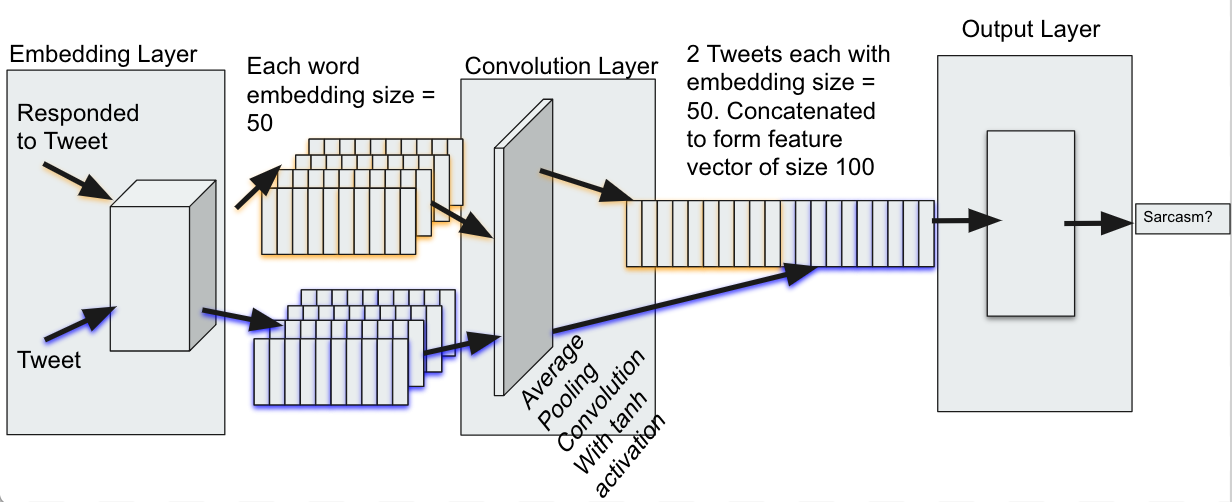 Embedding Layer
Responded
to Tweet
Tweet
Each word
embedding size =
50
Convolution Layer
Average
Pooling
Convolution
With tanh
activation
2 Tweets each with
embedding size =
50. Concatenated
to form feature
vector of size 100
Output Layer
Sarcasm?